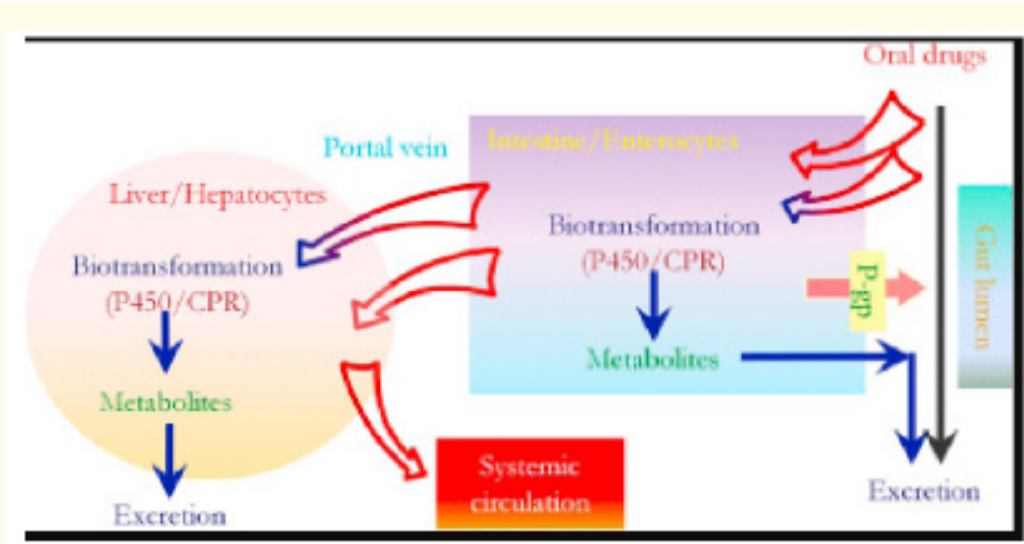 Oral drugs
Intestine/Enterocytes
Portal vein
Liver/Hepatocytes
Biotransformation
(P450/CPR)
Metabolites
Excretion
Biotransformation
(P450/CPR)
Metabolites
P-gp
Gut lumen
Systemic
circulation
Excretion